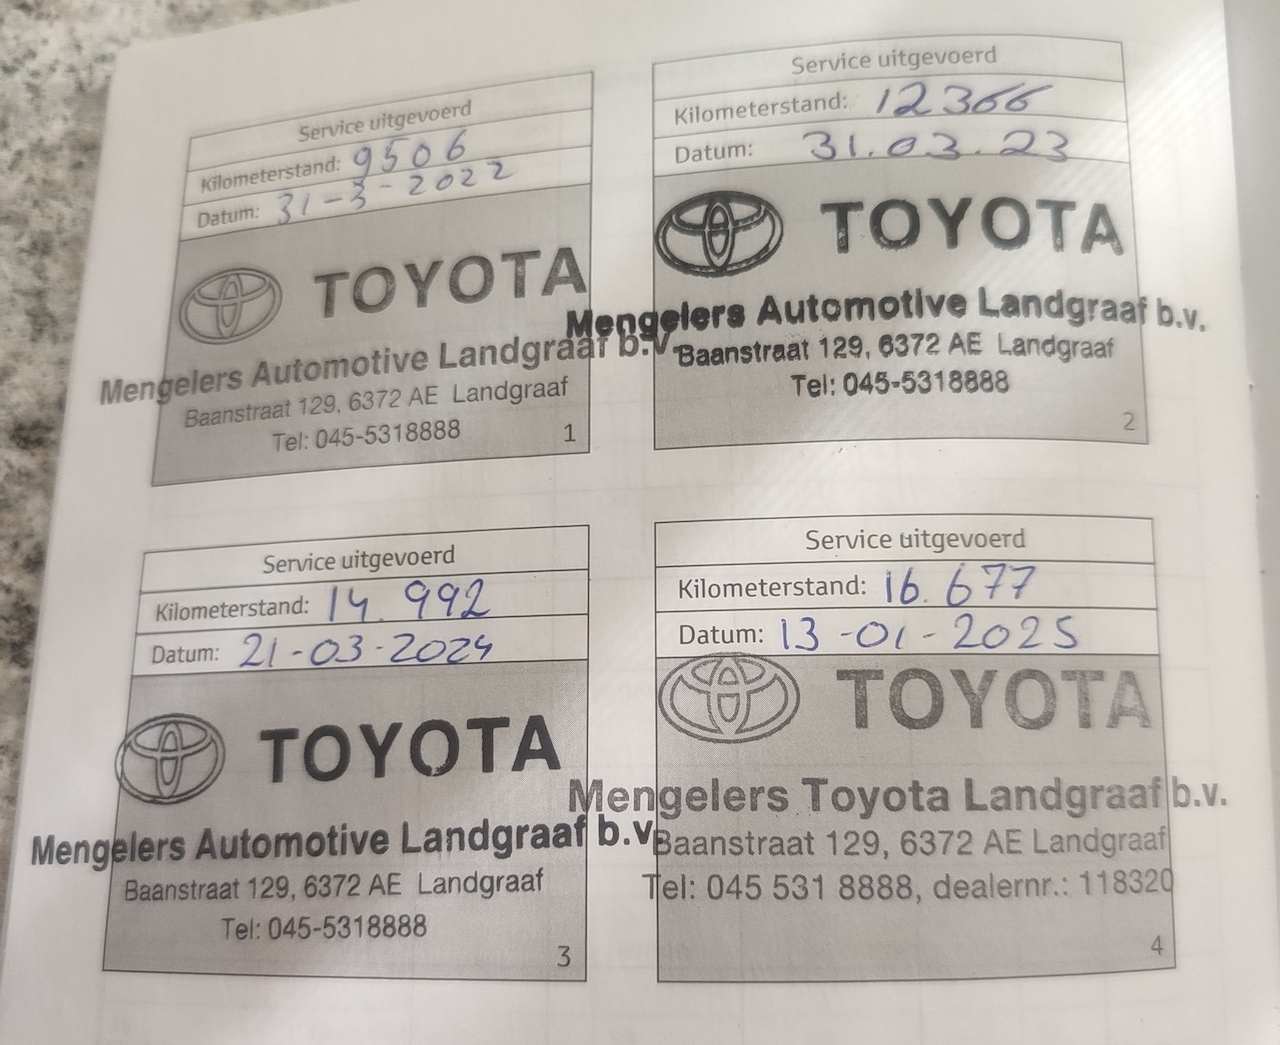 Service uitgevoerd
Kilometerstand: 9506
Datum: 31-3-2022
TOYOTA
Mengelers Automotive Landgraaf b.v.
Baanstraat 129, 6372 AE Landgraaf
Tel: 045-5318888
1
Service uitgevoerd
Kilometerstand: 12366
Datum: 31.03.23
TOYOTA
Mengelers Automotive Landgraaf b.v.
Baanstraat 129, 6372 AE Landgraaf
Tel: 045-5318888
2
Service uitgevoerd
Kilometerstand: 14.992
Datum: 21-03-2024
TOYOTA
Mengelers Automotive Landgraaf b.v.
Baanstraat 129, 6372 AE Landgraaf
Tel: 045-5318888
3
Service uitgevoerd
Kilometerstand: 16.677
Datum: 13-01-2025
TOYOTA
Mengelers Toyota Landgraaf b.v.
Baanstraat 129, 6372 AE Landgraaf
Tel: 045 531 8888, dealernr.: 118320
4